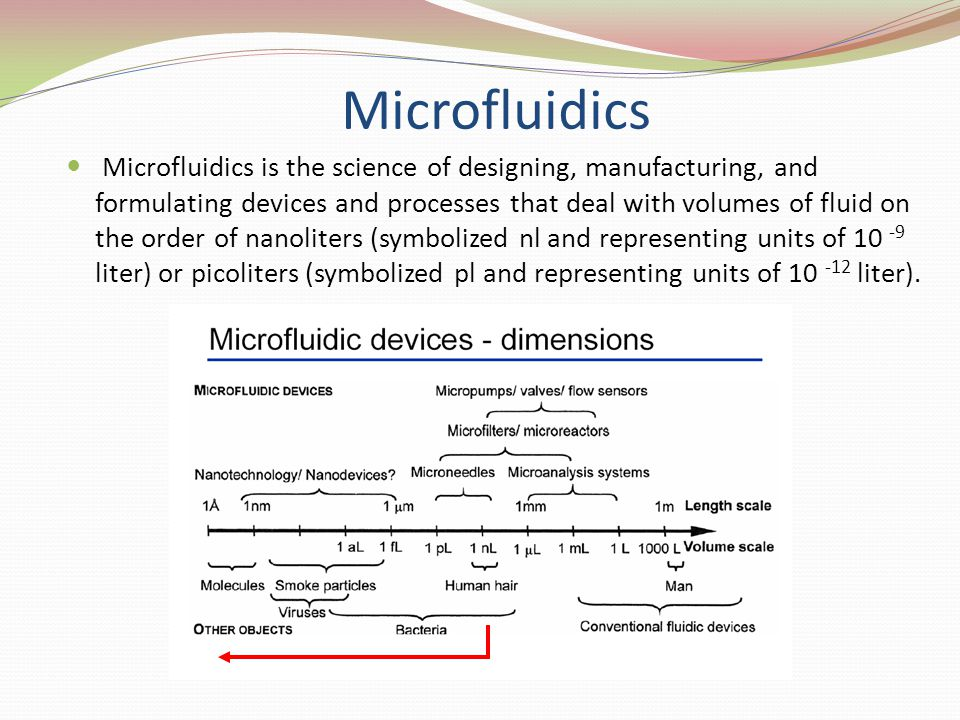 Microfluidics
• Microfluidics is the science of designing, manufacturing, and
formulating devices and processes that deal with volumes of fluid on
the order of nanoliters (symbolized nl and representing units of 10 -9
liter) or picoliters (symbolized pl and representing units of 10 -12 liter).
Microfluidic devices - dimensions
MICROFLUIDIC DEVICES Micropumps/ valves/ flow sensors
Microfilters/ microreactors
Nanotechnology/ Nanodevices? Microneedles Microanalysis systems
1Å 1nm 1 μm 1mm 1m Length scale
1 aL 1 fL 1 pL 1 nL 1 μL 1 mL 1 L 1000 L Volume scale
Molecules Smoke particles Human hair Man
Viruses
OTHER OBJECTS Bacteria Conventional fluidic devices